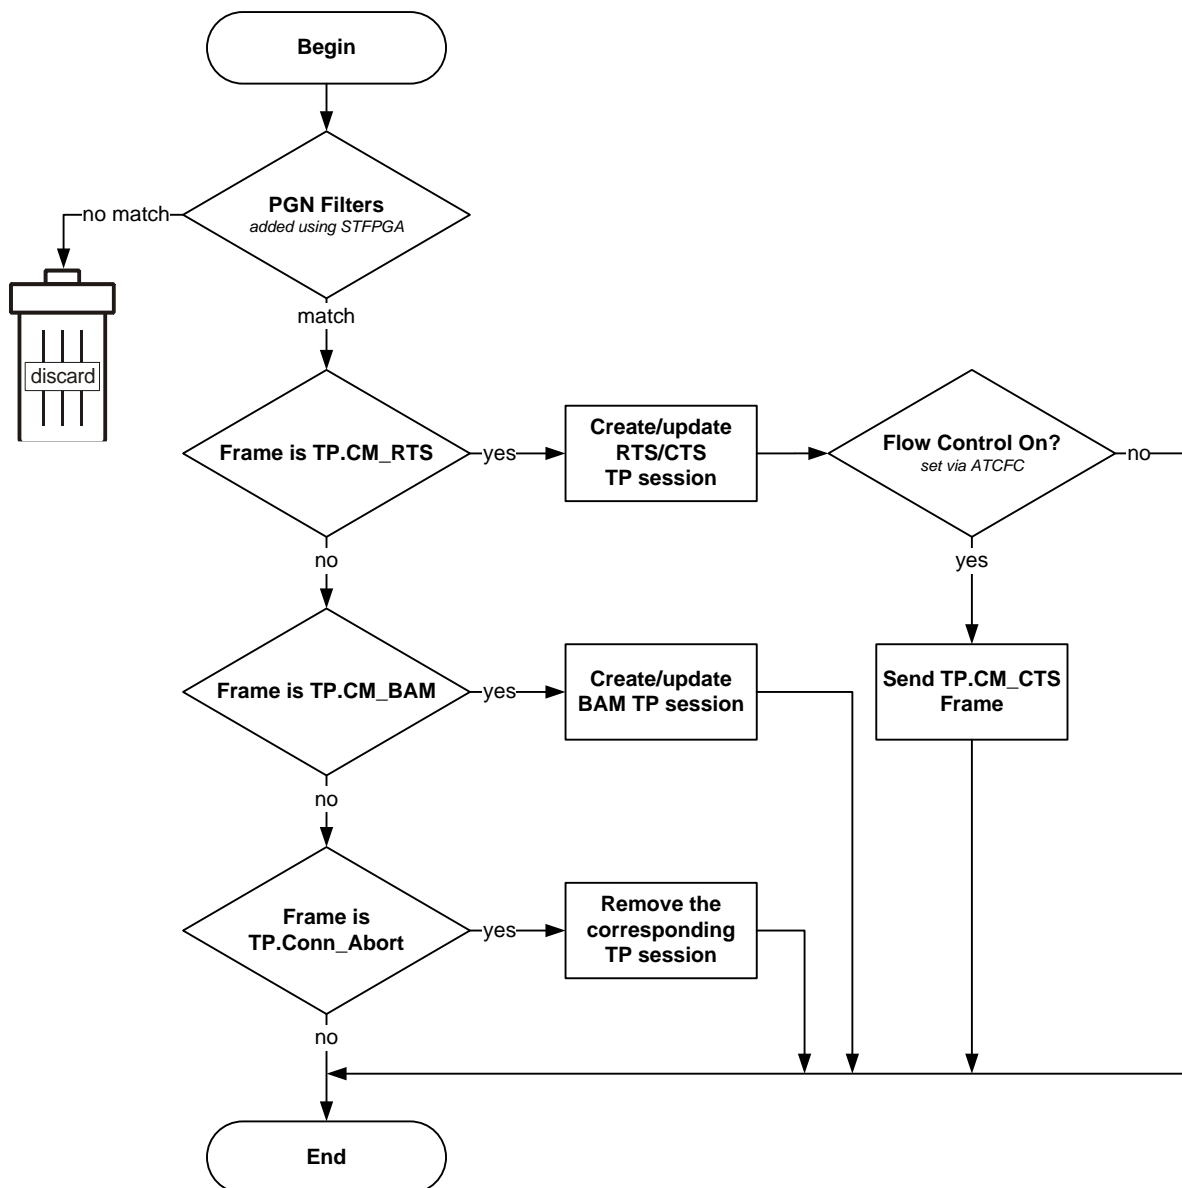 Begin
PGN Filters
added using STFPGA
no match
discard
match
Frame is TP.CM_RTS
yes
Create/update
RTS/CTS
TP session
Flow Control On?
set via ATCFC
no
no
yes
Frame is TP.CM_BAM
yes
Create/update
BAM TP session
Send TP.CM_CTS
Frame
no
Frame is
TP.Conn_Abort
yes
Remove the
corresponding
TP session
no
End